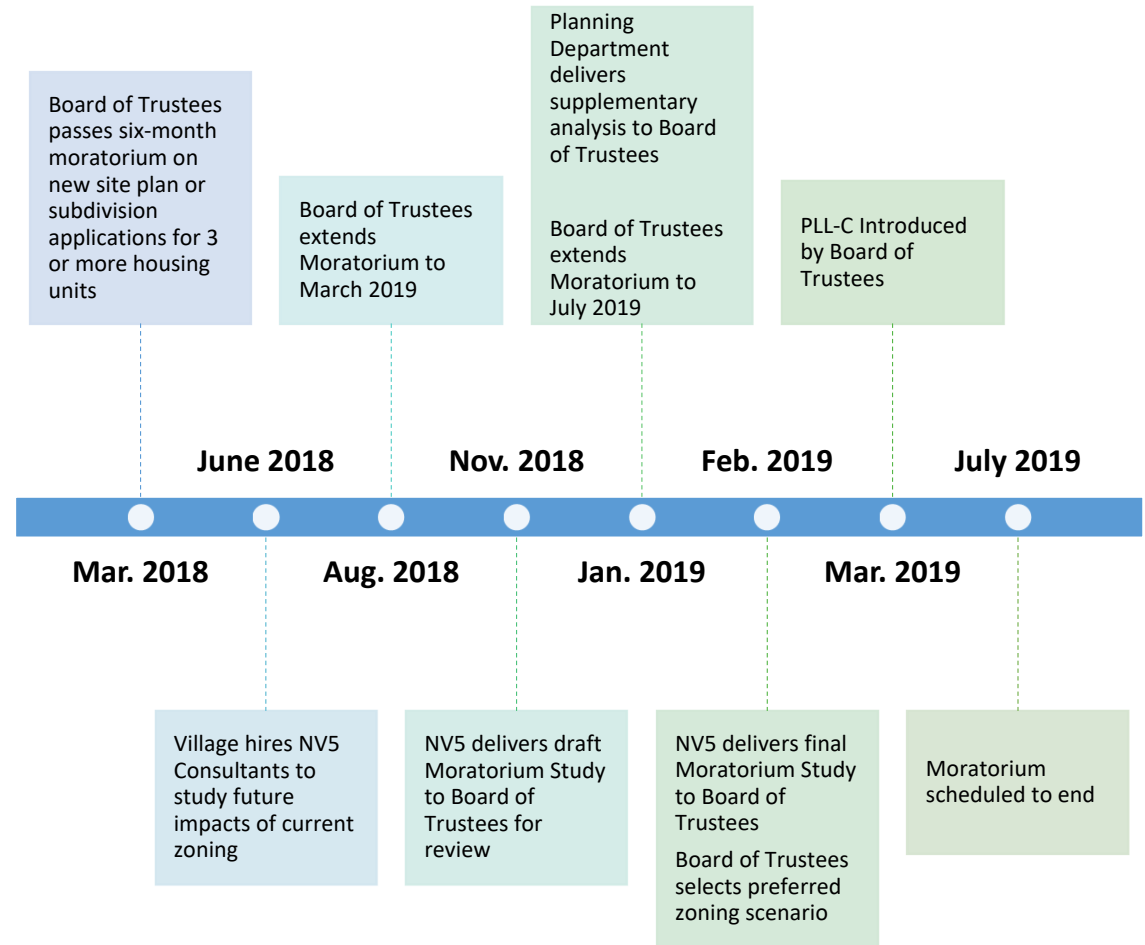 Board of Trustees
passes six-month
moratorium on
new site plan or
subdivision
applications for 3
or more housing
units
Board of Trustees
extends
Moratorium to
March 2019
Planning
Department
delivers
supplementary
analysis to Board
of Trustees
Board of Trustees
extends
Moratorium to
July 2019
PLL-C Introduced
by Board of
Trustees
June 2018
Nov. 2018
Feb. 2019
July 2019
Mar. 2018
Aug. 2018
Jan. 2019
Mar. 2019
Village hires NV5
Consultants to
study future
impacts of current
zoning
NV5 delivers draft
Moratorium Study
to Board of
Trustees for
review
NV5 delivers final
Moratorium Study
to Board of
Trustees
Board of Trustees
selects preferred
zoning scenario
Moratorium
scheduled to end